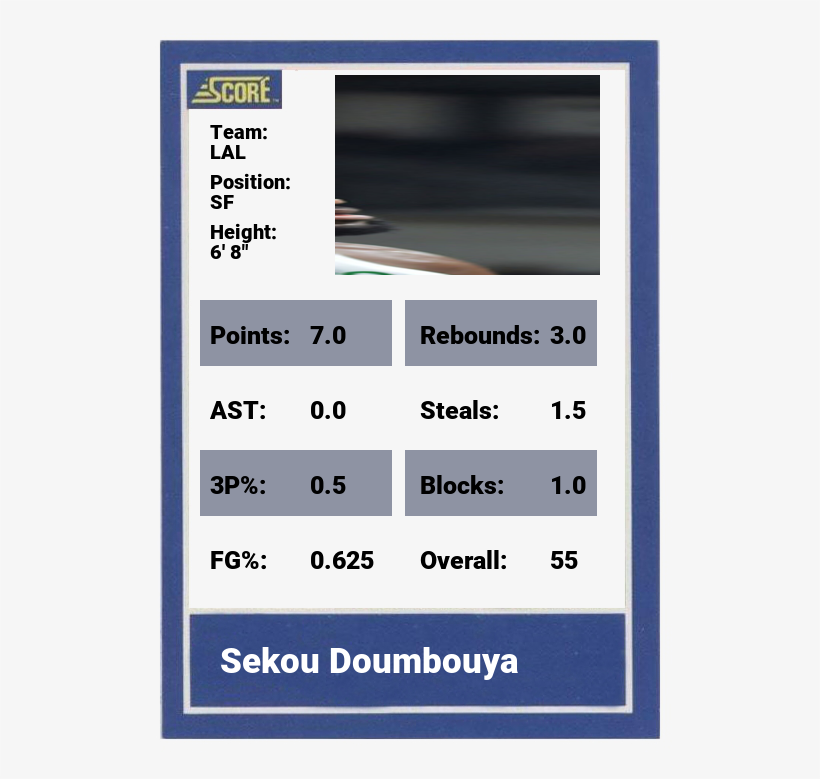 SCORE
Team:
LAL
Position:
SF
Height:
6' 8"
Points: 7.0 Rebounds: 3.0
AST: 0.0 Steals: 1.5
3P%: 0.5 Blocks: 1.0
FG%: 0.625 Overall: 55
Sekou Doumbouya